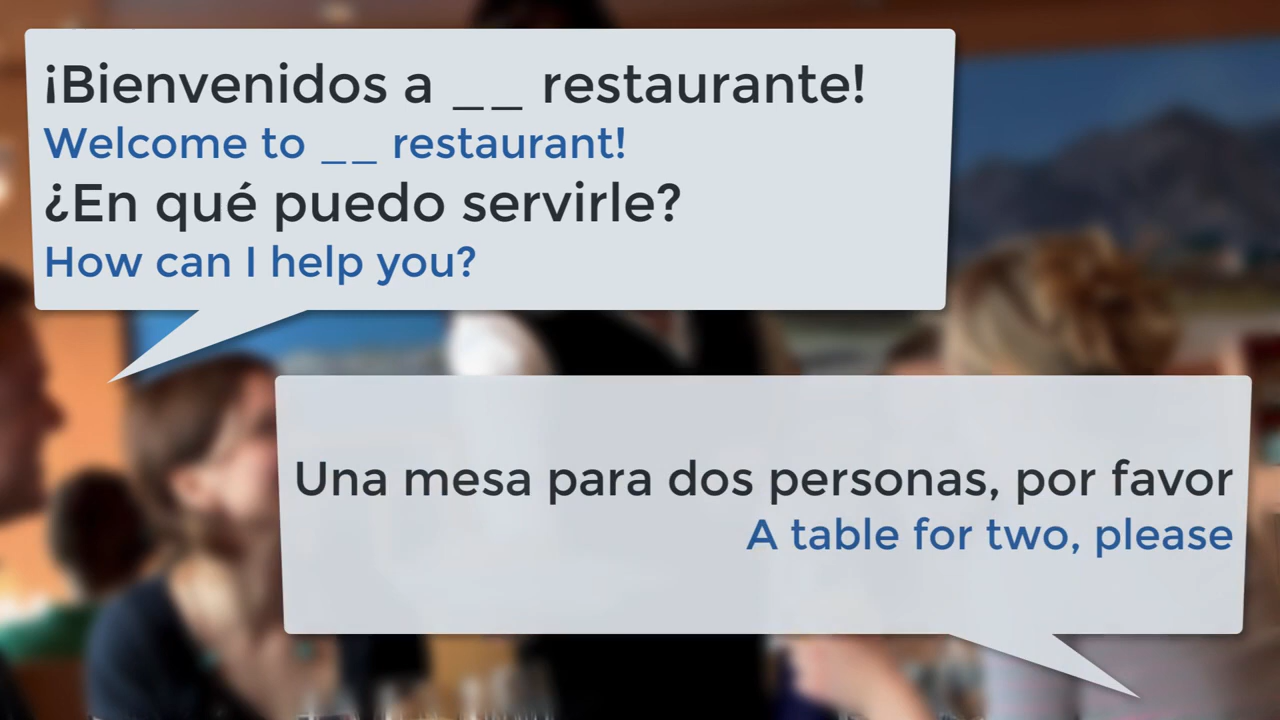 ¡Bienvenidos a __ restaurante!
Welcome to __ restaurant!
¿En qué puedo servirle?
How can I help you?
Una mesa para dos personas, por favor
A table for two, please